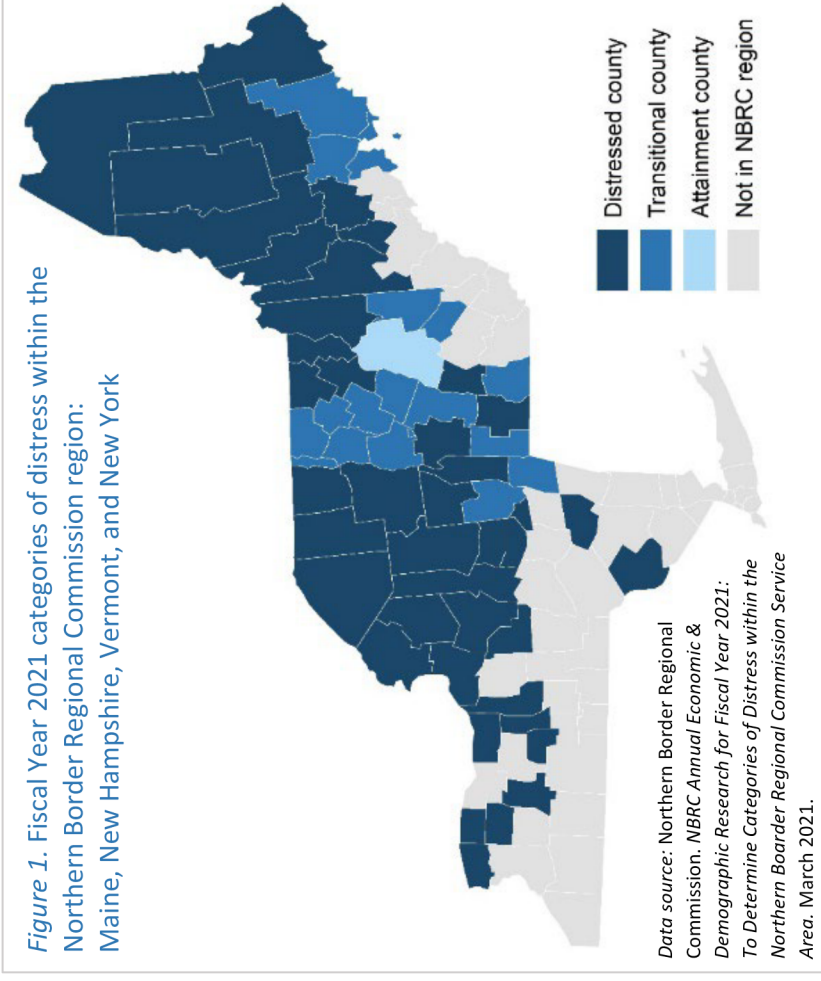 Figure 1. Fiscal Year 2021 categories of distress within the
Northern Border Regional Commission region:
Maine, New Hampshire, Vermont, and New York
Distressed county
Transitional county
Attainment county
Not in NBRC region
Data source: Northern Border Regional
Commission. NBRC Annual Economic &
Demographic Research for Fiscal Year 2021:
To Determine Categories of Distress within the
Northern Boarder Regional Commission Service
Area. March 2021.